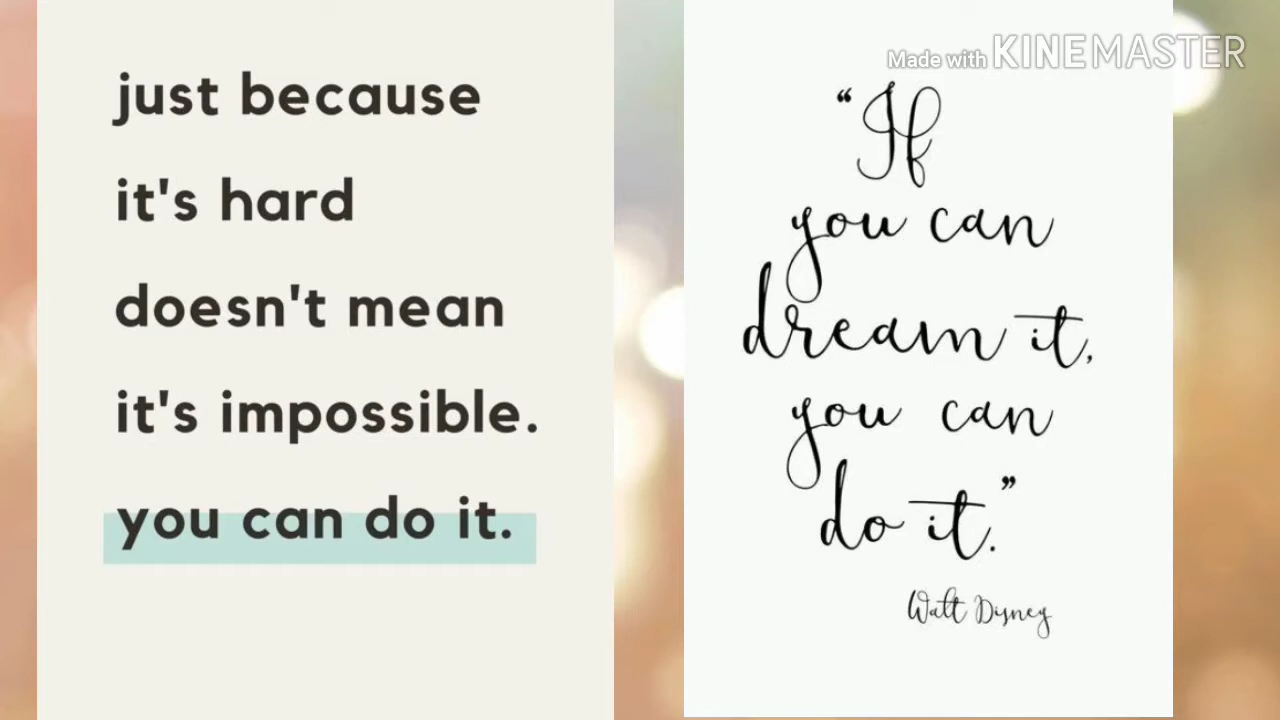 just because
it's hard
doesn't mean
it's impossible.
you can do it.
Made with KINEMASTER
“If
you can
dream it,
you can
do it.”
Walt Disney